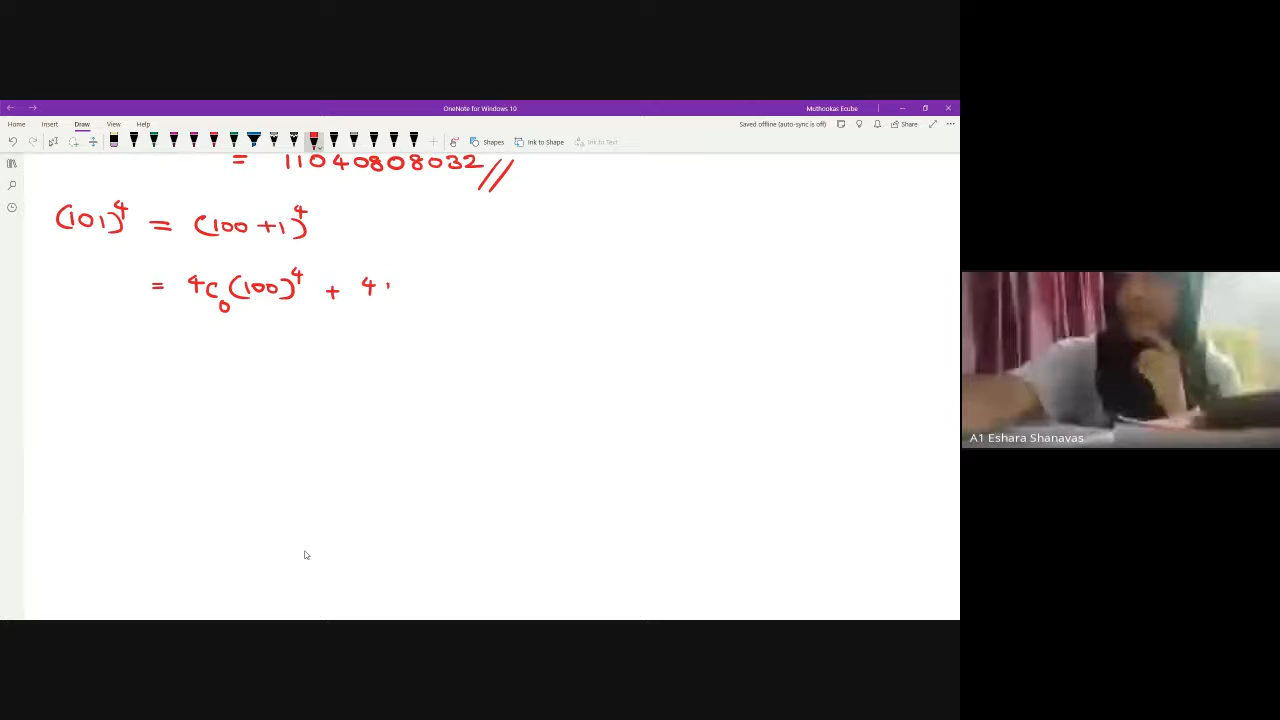 OneNote for Windows 10
Muthookas Ecube
Home Insert Draw View Help
Saved offline (auto-sync is off) Share
Shapes Ink to Shape Ink to Text
= 11040808032//
(101)^4 = (100+1)^4
= 4C_0(100)^4 + 4
A1 Eshara Shanavas